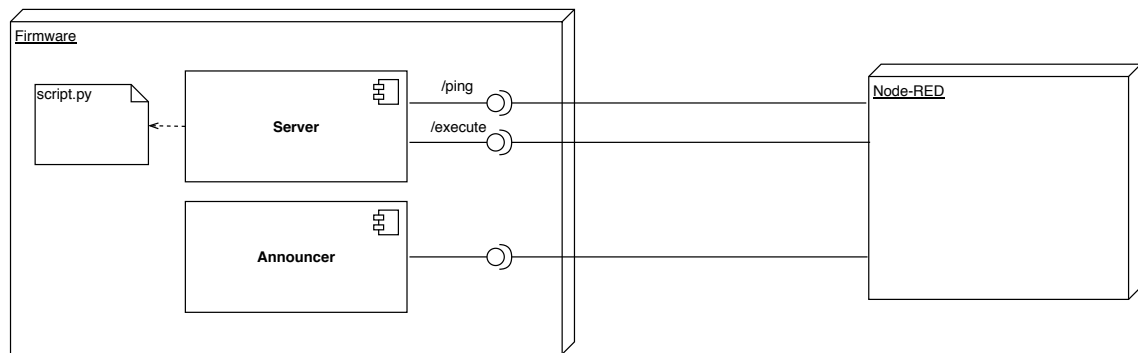 Firmware
script.py
Server
/ping
/execute
Announcer
Node-RED